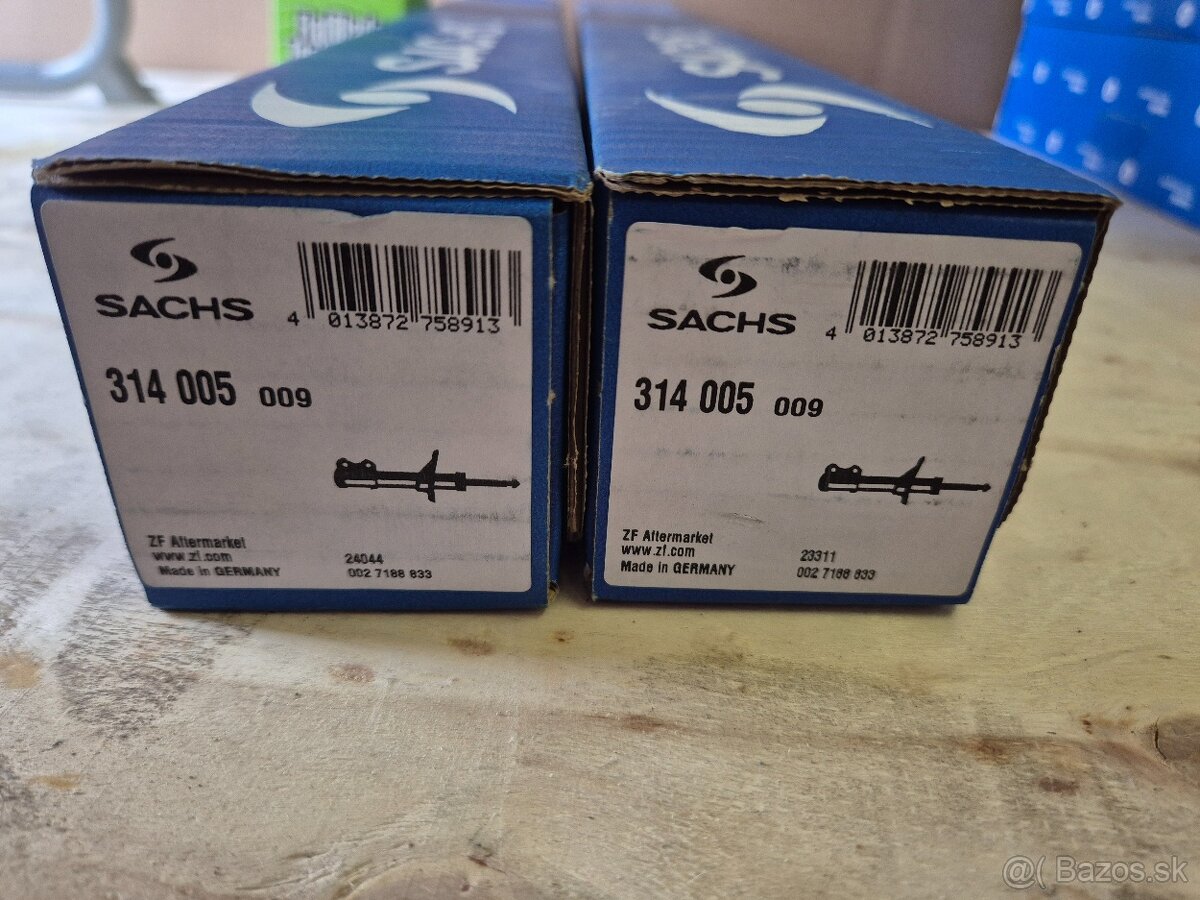 SACHS
SACHS
SACHS
4 013872 758913
314 005 009
ZF Aftermarket
www.zf.com
Made in GERMANY
24044
002 7188 833
SACHS
4 013872 758913
314 005 009
ZF Aftermarket
www.zf.com
Made in GERMANY
23311
002 7188 833
@( Bazos.sk